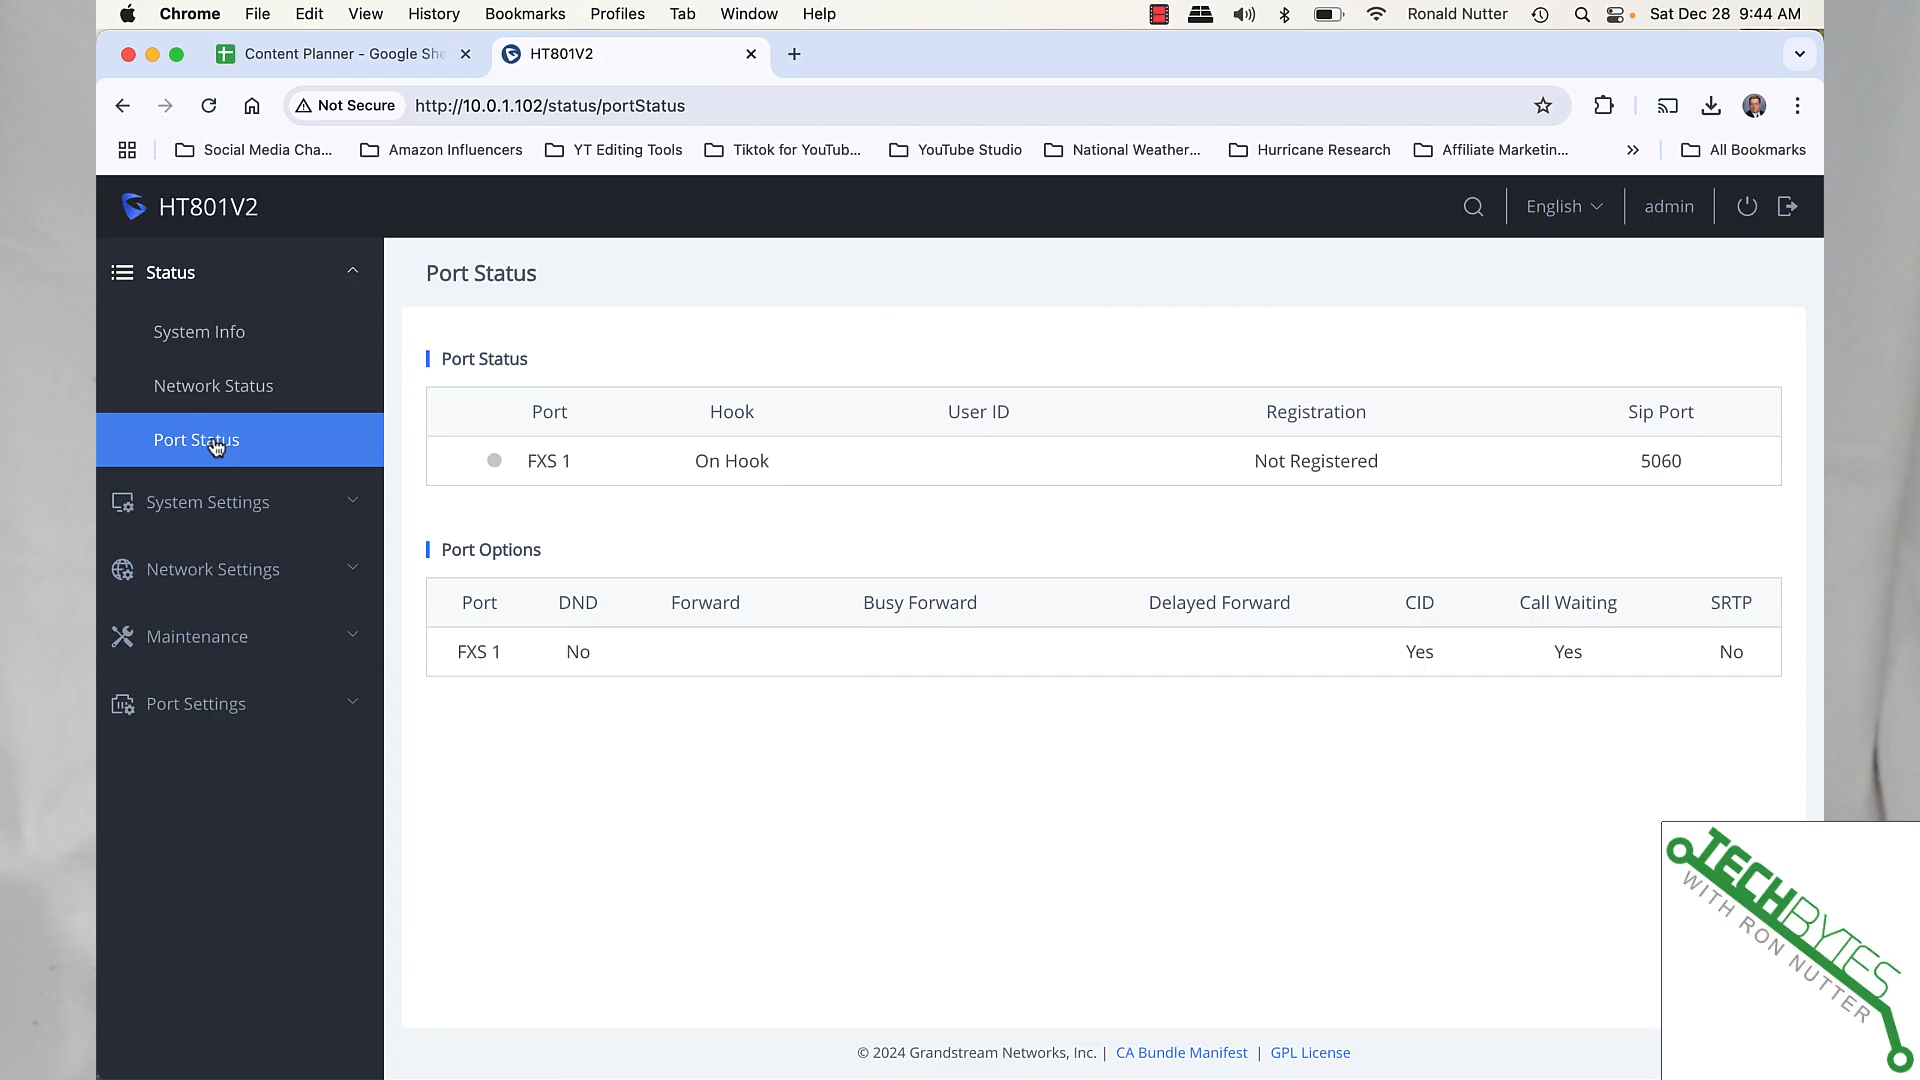 Chrome File Edit View History Bookmarks Profiles Tab Window Help Ronald Nutter Sat Dec 28 9:44 AM
Content Planner - Google She HT801V2
Not Secure http://10.0.1.102/status/portStatus
Social Media Cha... Amazon Influencers YT Editing Tools Tiktok for YouTub... YouTube Studio National Weather... Hurricane Research Affiliate Marketin... » All Bookmarks
HT801V2 English admin
Status
System Info
Network Status
Port Status
System Settings
Network Settings
Maintenance
Port Settings
Port Status
Port Status
Port Hook User ID Registration Sip Port
FXS 1 On Hook Not Registered 5060
Port Options
Port DND Forward Busy Forward Delayed Forward CID Call Waiting SRTP
FXS 1 No Yes Yes No
© 2024 Grandstream Networks, Inc. | CA Bundle Manifest | GPL License
TECHBYTES
WITH RON NUTTER